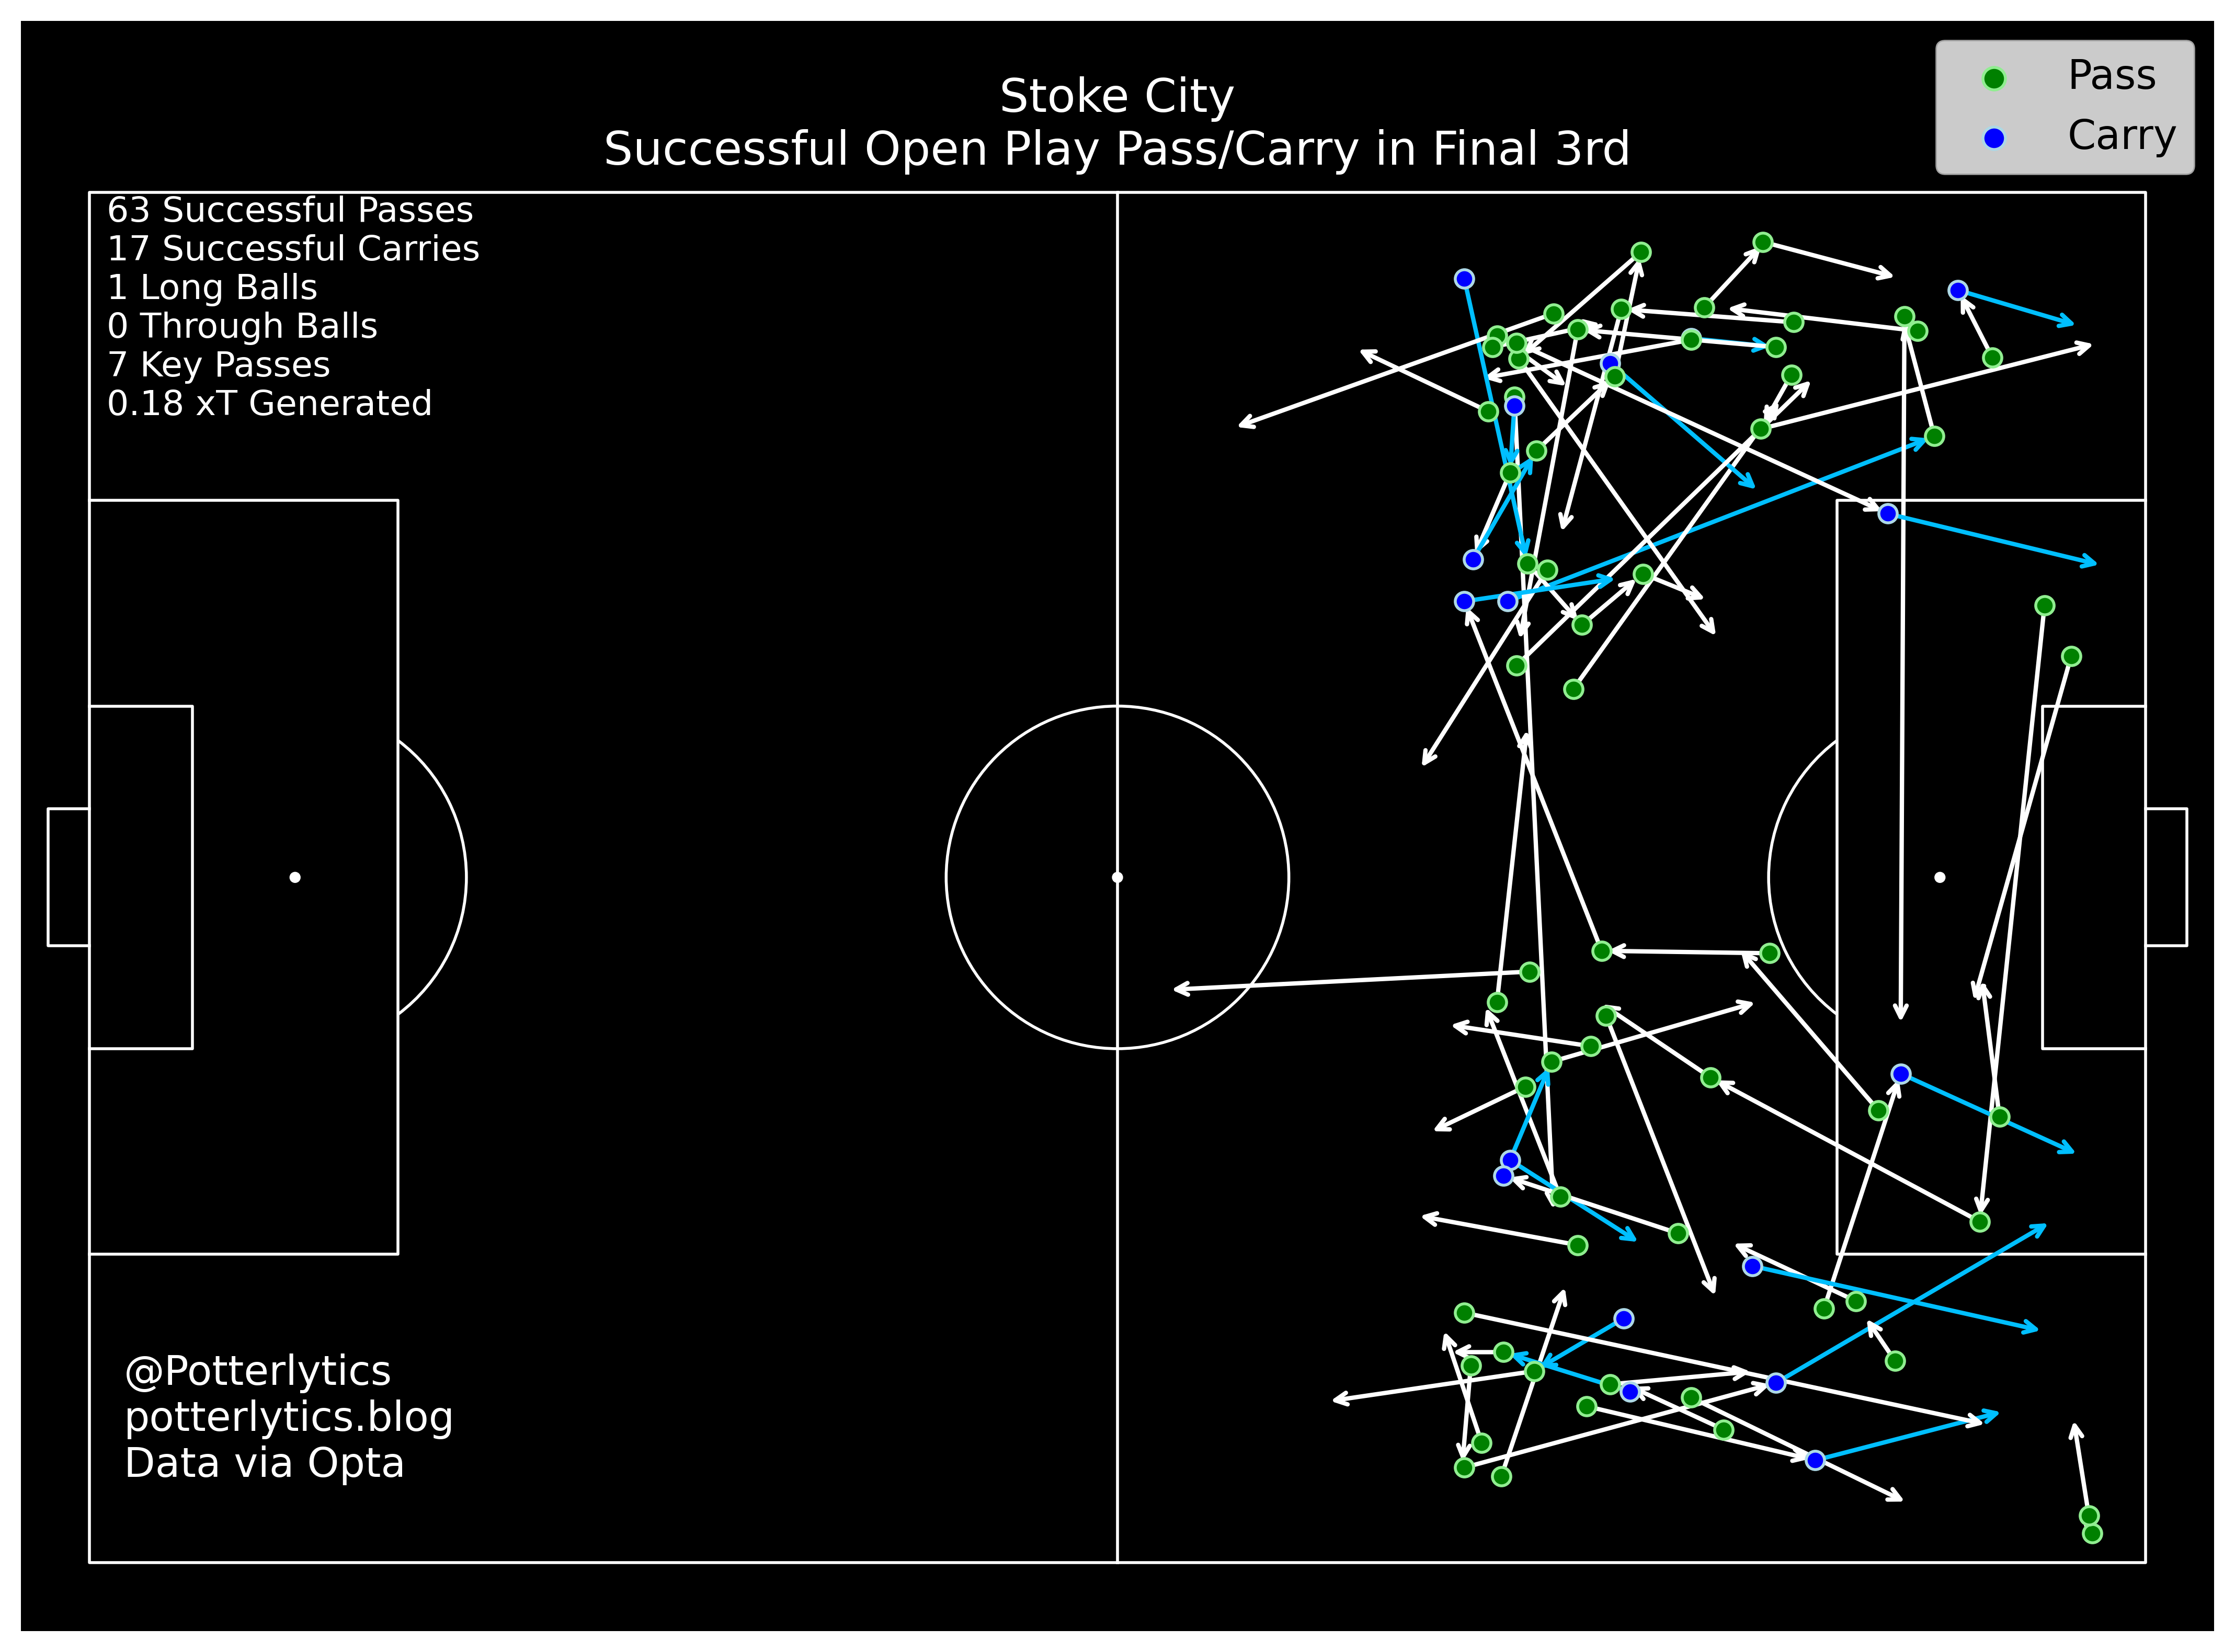 Stoke City
Successful Open Play Pass/Carry in Final 3rd
Pass
Carry
63 Successful Passes
17 Successful Carries
1 Long Balls
0 Through Balls
7 Key Passes
0.18 xT Generated
@Potterlytics
potterlytics.blog
Data via Opta